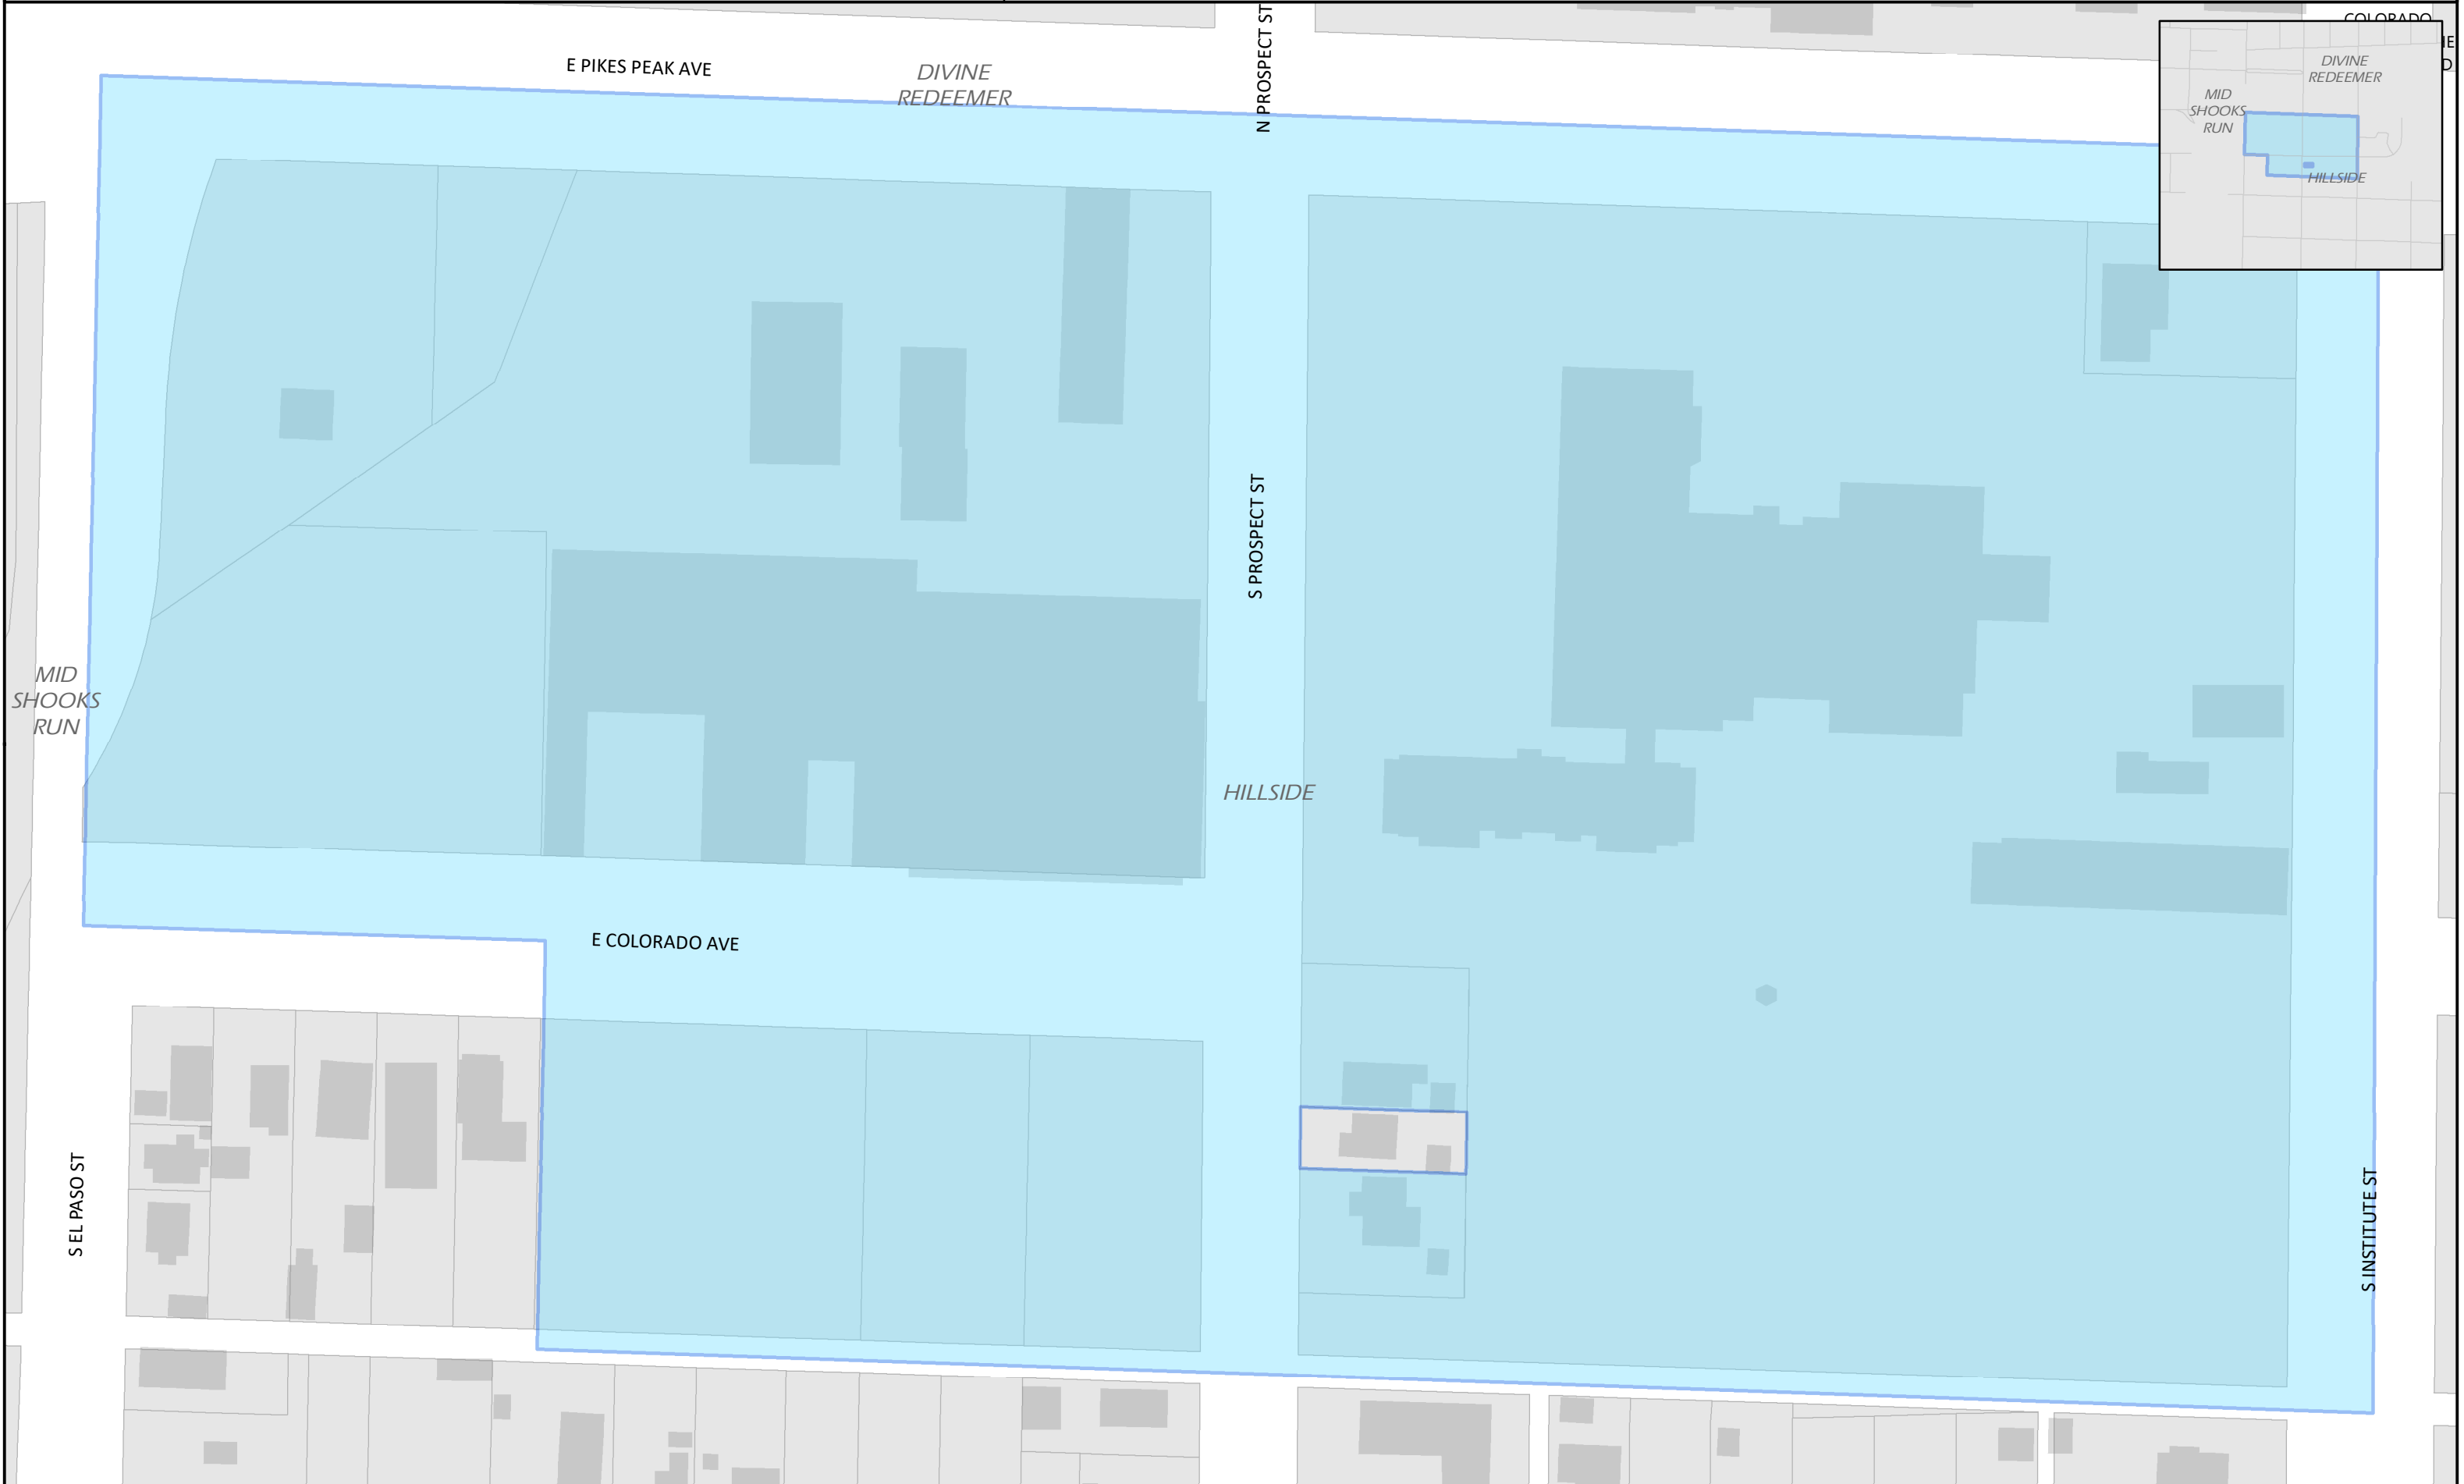 E PIKES PEAK AVE
DIVINE
REDEEMER
N PROSPECT ST
COLORADO
DIVINE
REDEEMER
MID
SHOOKS
RUN
HILLSIDE
S PROSPECT ST
MID
SHOOKS
RUN
HILLSIDE
E COLORADO AVE
S EL PASO ST
S INSTITUTE ST